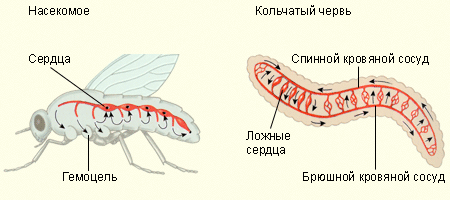 Насекомое
Сердца
Гемоцель
Кольчатый червь
Спинной кровяной сосуд
Ложные
сердца
Брюшной кровяной сосуд